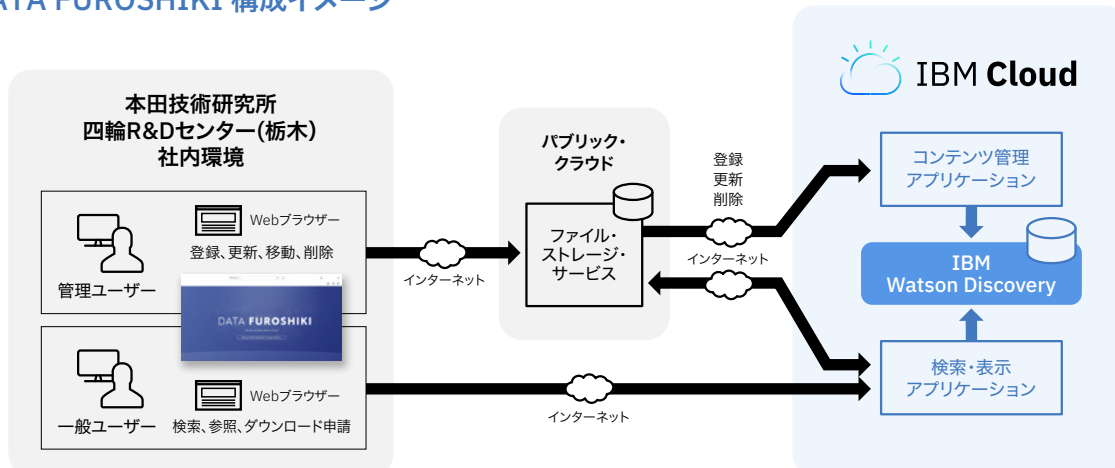 DATA FUROSHIKI 構成イメージ
本田技術研究所
四輪R&Dセンター(栃木)
社内環境
Webブラウザー
登録、更新、移動、削除
管理ユーザー
DATA FUROSHIKI
Webブラウザー
一般ユーザー
検索、参照、ダウンロード申請
インターネット
パブリック・
クラウド
ファイル・
ストレージ・
サービス
登録
更新
削除
インターネット
インターネット
IBM Cloud
コンテンツ管理
アプリケーション
IBM
Watson Discovery
検索・表示
アプリケーション